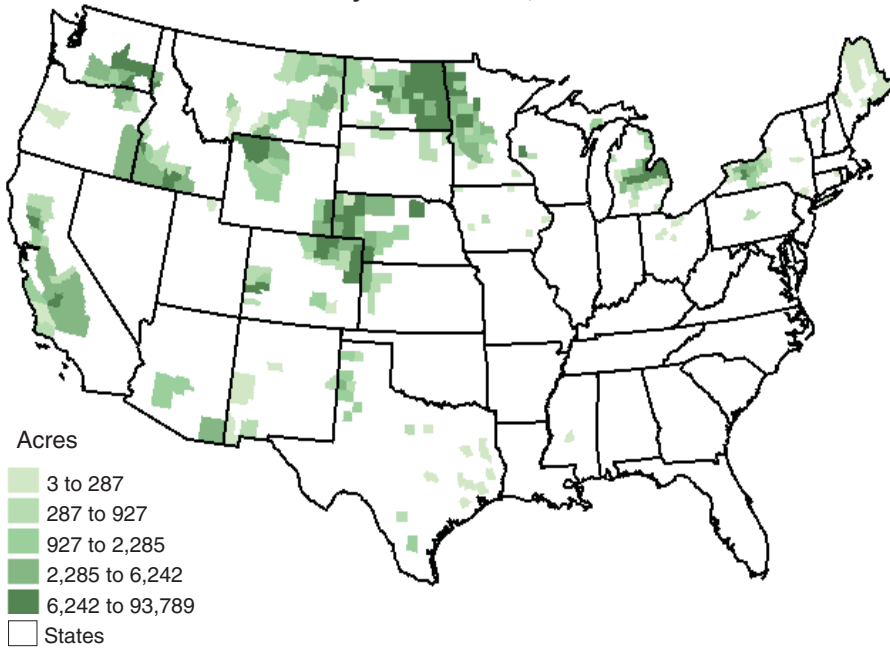 Acres
3 to 287
287 to 927
927 to 2,285
2,285 to 6,242
6,242 to 93,789
States